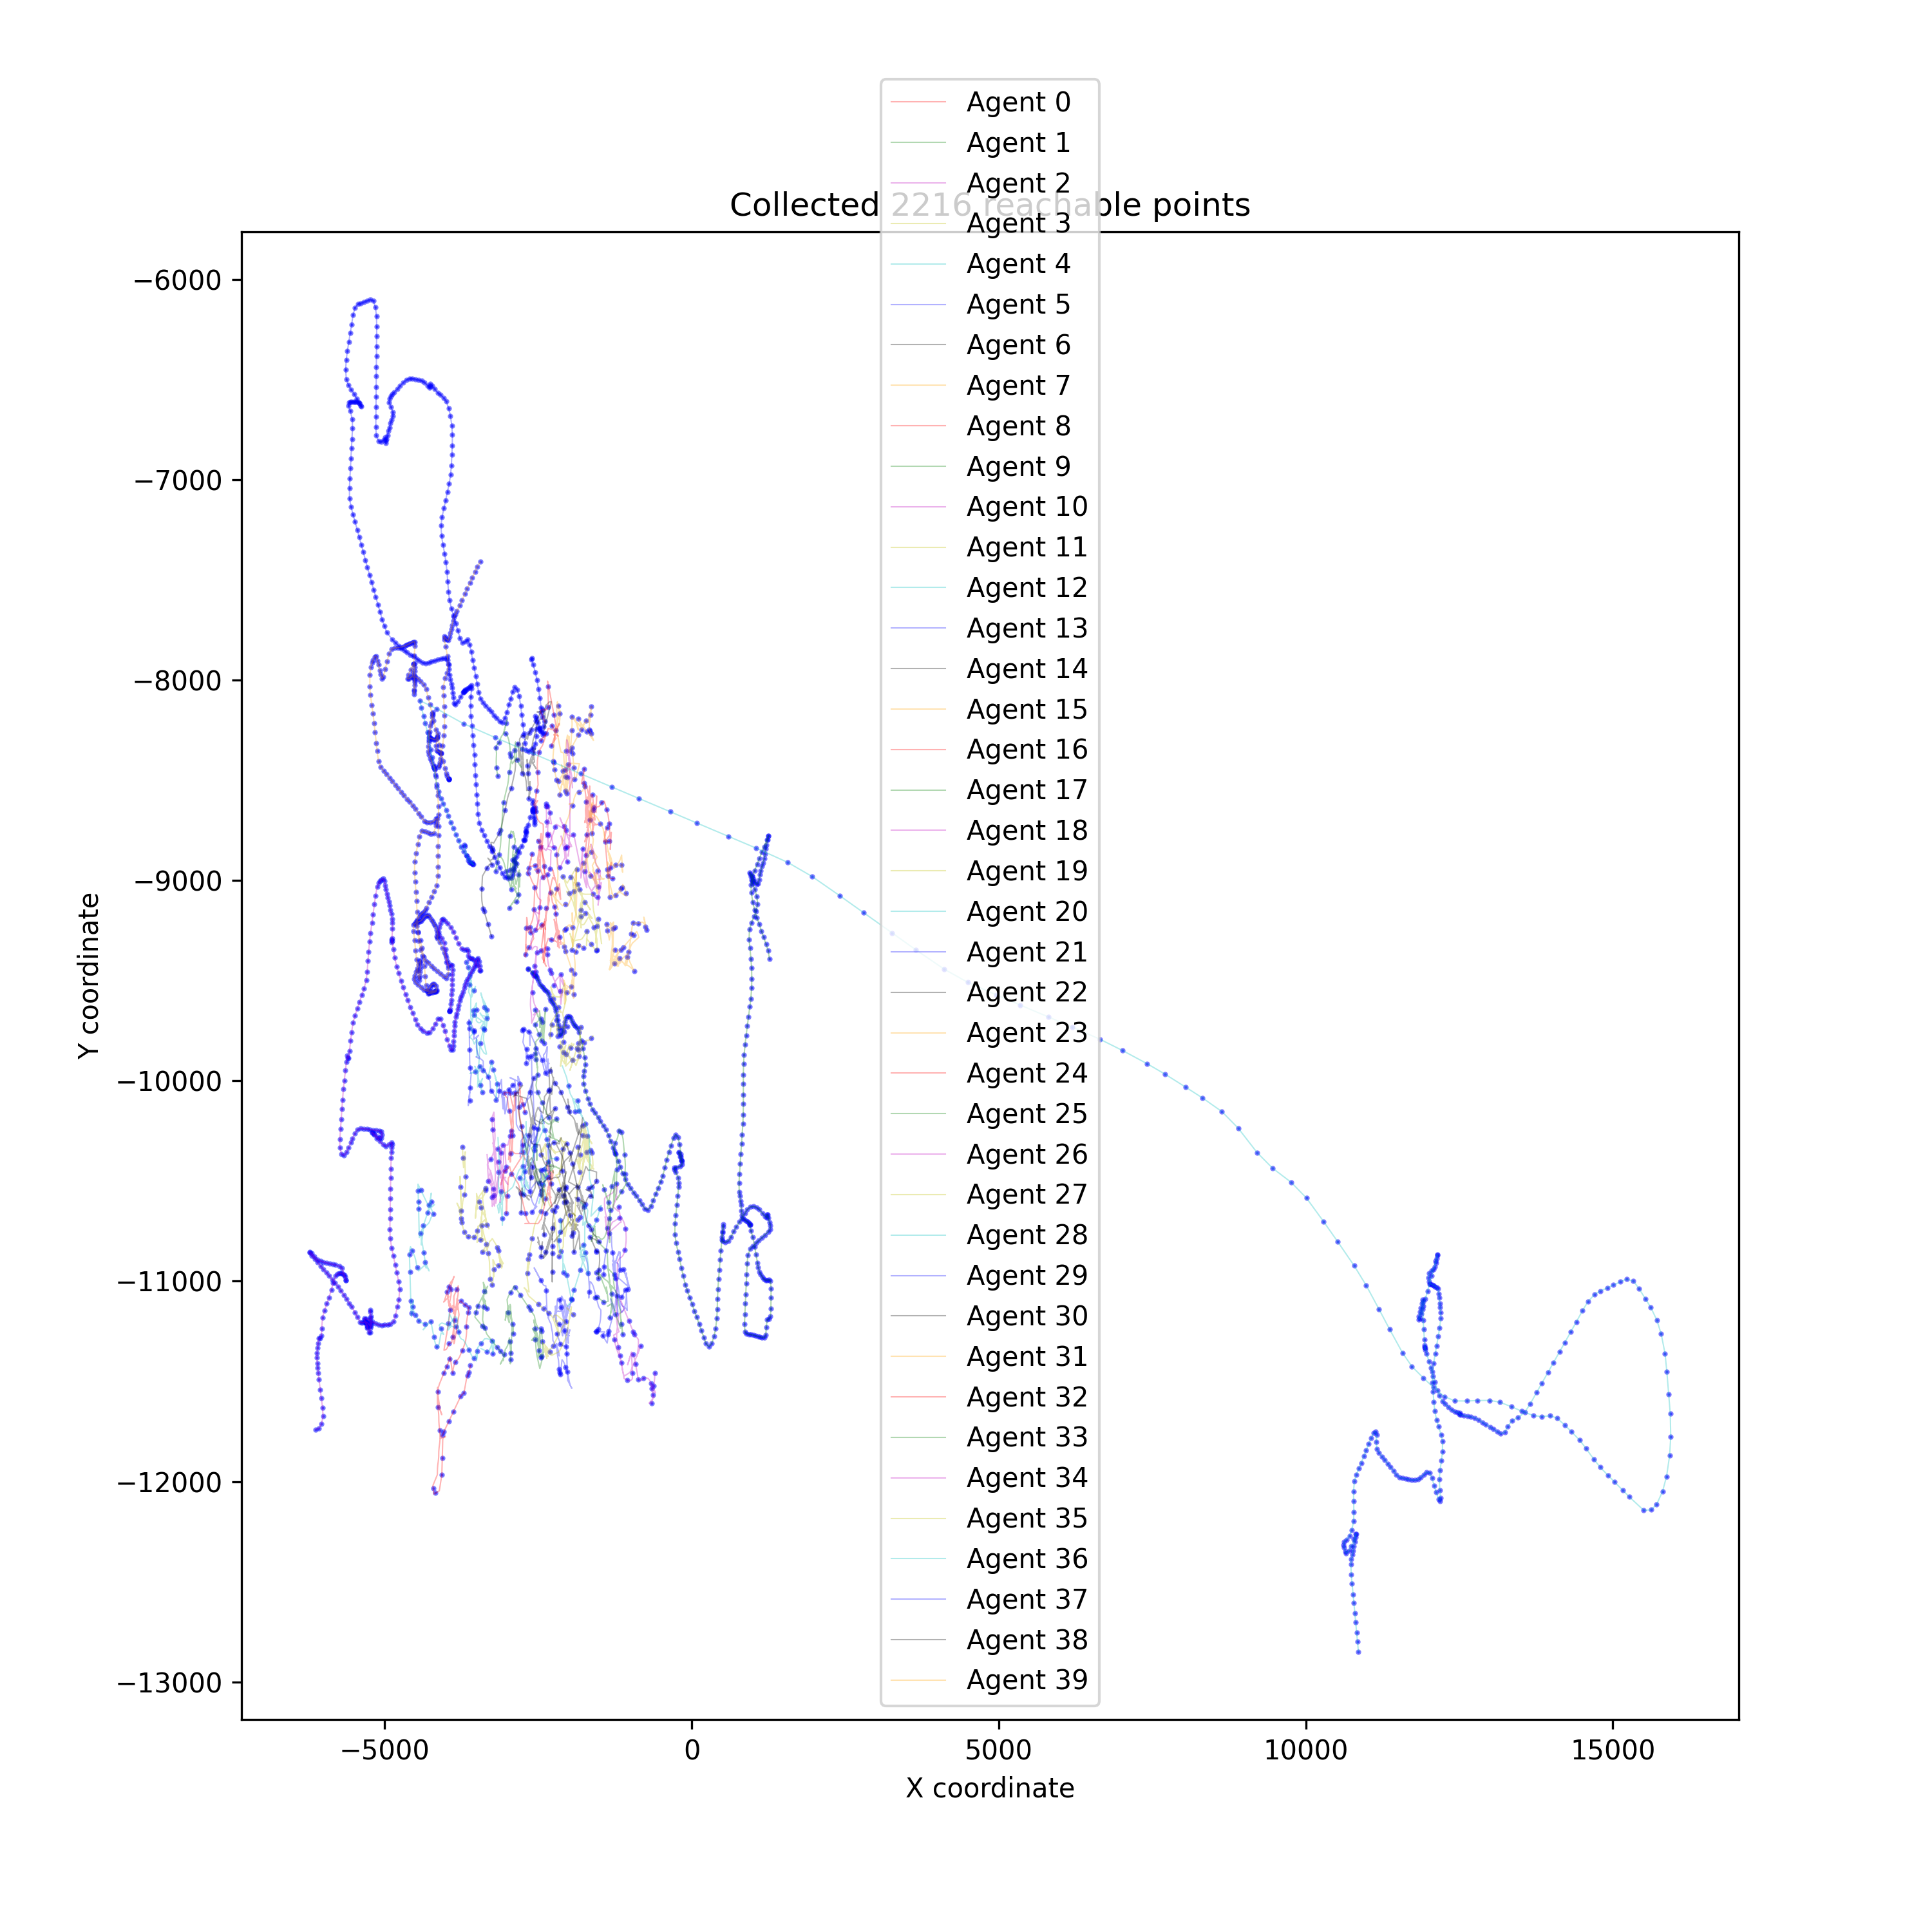 Collected 2216 reachable points
Agent 0
Agent 1
Agent 2
Agent 3
Agent 4
Agent 5
Agent 6
Agent 7
Agent 8
Agent 9
Agent 10
Agent 11
Agent 12
Agent 13
Agent 14
Agent 15
Agent 16
Agent 17
Agent 18
Agent 19
Agent 20
Agent 21
Agent 22
Agent 23
Agent 24
Agent 25
Agent 26
Agent 27
Agent 28
Agent 29
Agent 30
Agent 31
Agent 32
Agent 33
Agent 34
Agent 35
Agent 36
Agent 37
Agent 38
Agent 39
Y coordinate
−6000
−7000
−8000
−9000
−10000
−11000
−12000
−13000
−5000 0 5000 10000 15000
X coordinate